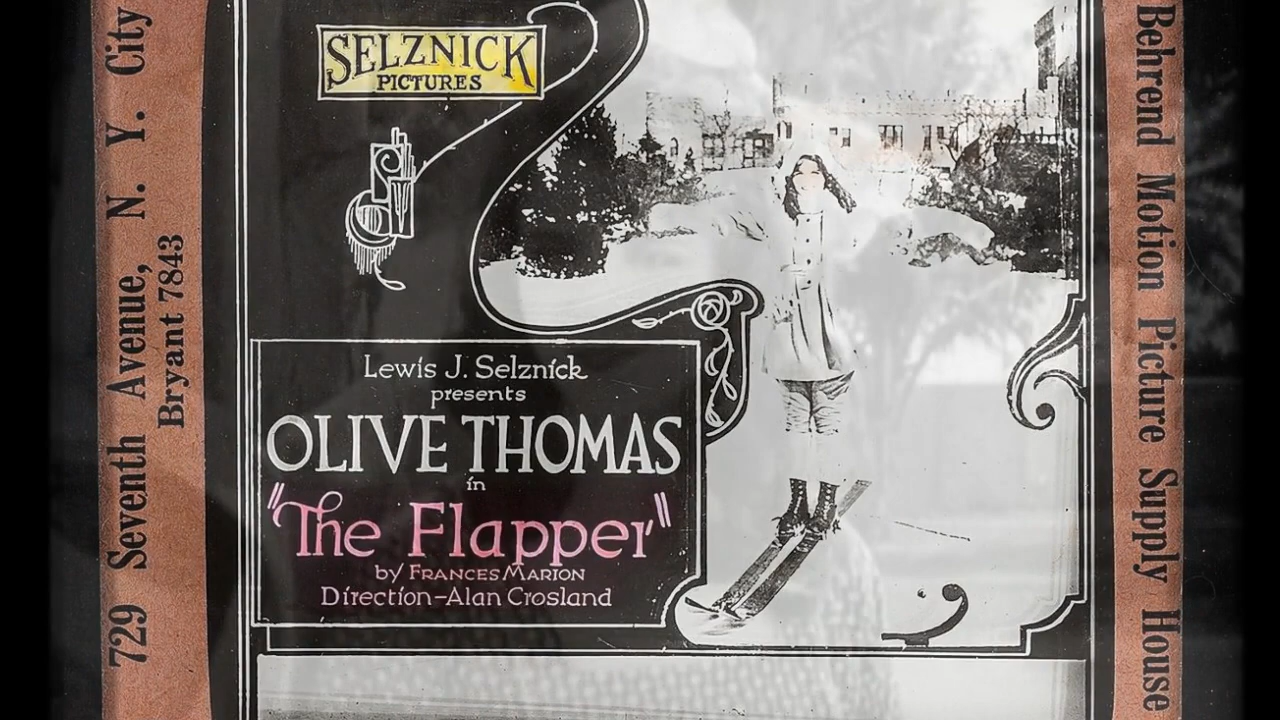 SELZNICK
PICTURES
Lewis J. Selznick
presents
OLIVE THOMAS
in
"The Flapper"
by FRANCES MARION
Direction–Alan Crosland
729 Seventh Avenue, N. Y. City
Bryant 7843
Behrend Motion Picture Supply House